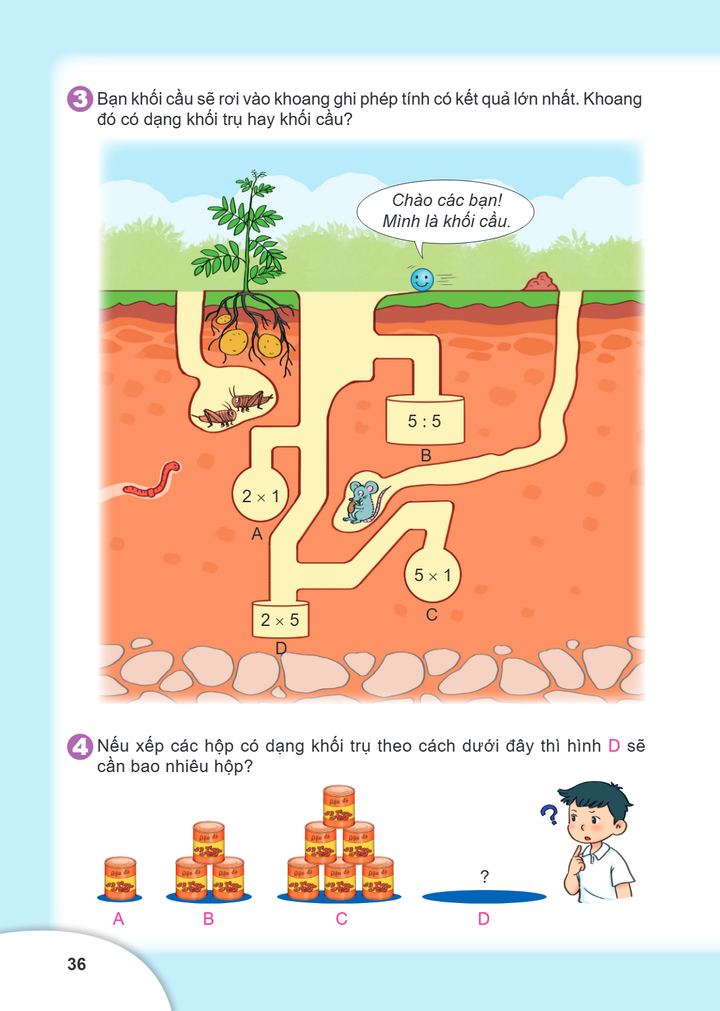 3 Bạn khối cầu sẽ rơi vào khoang ghi phép tính có kết quả lớn nhất. Khoang
đó có dạng khối trụ hay khối cầu?
Chào các bạn!
Mình là khối cầu.
5 : 5
B
2 × 1
A
5 × 1
C
2 × 5
D
4 Nếu xếp các hộp có dạng khối trụ theo cách dưới đây thì hình D sẽ
cần bao nhiêu hộp?
?
A B C D
36